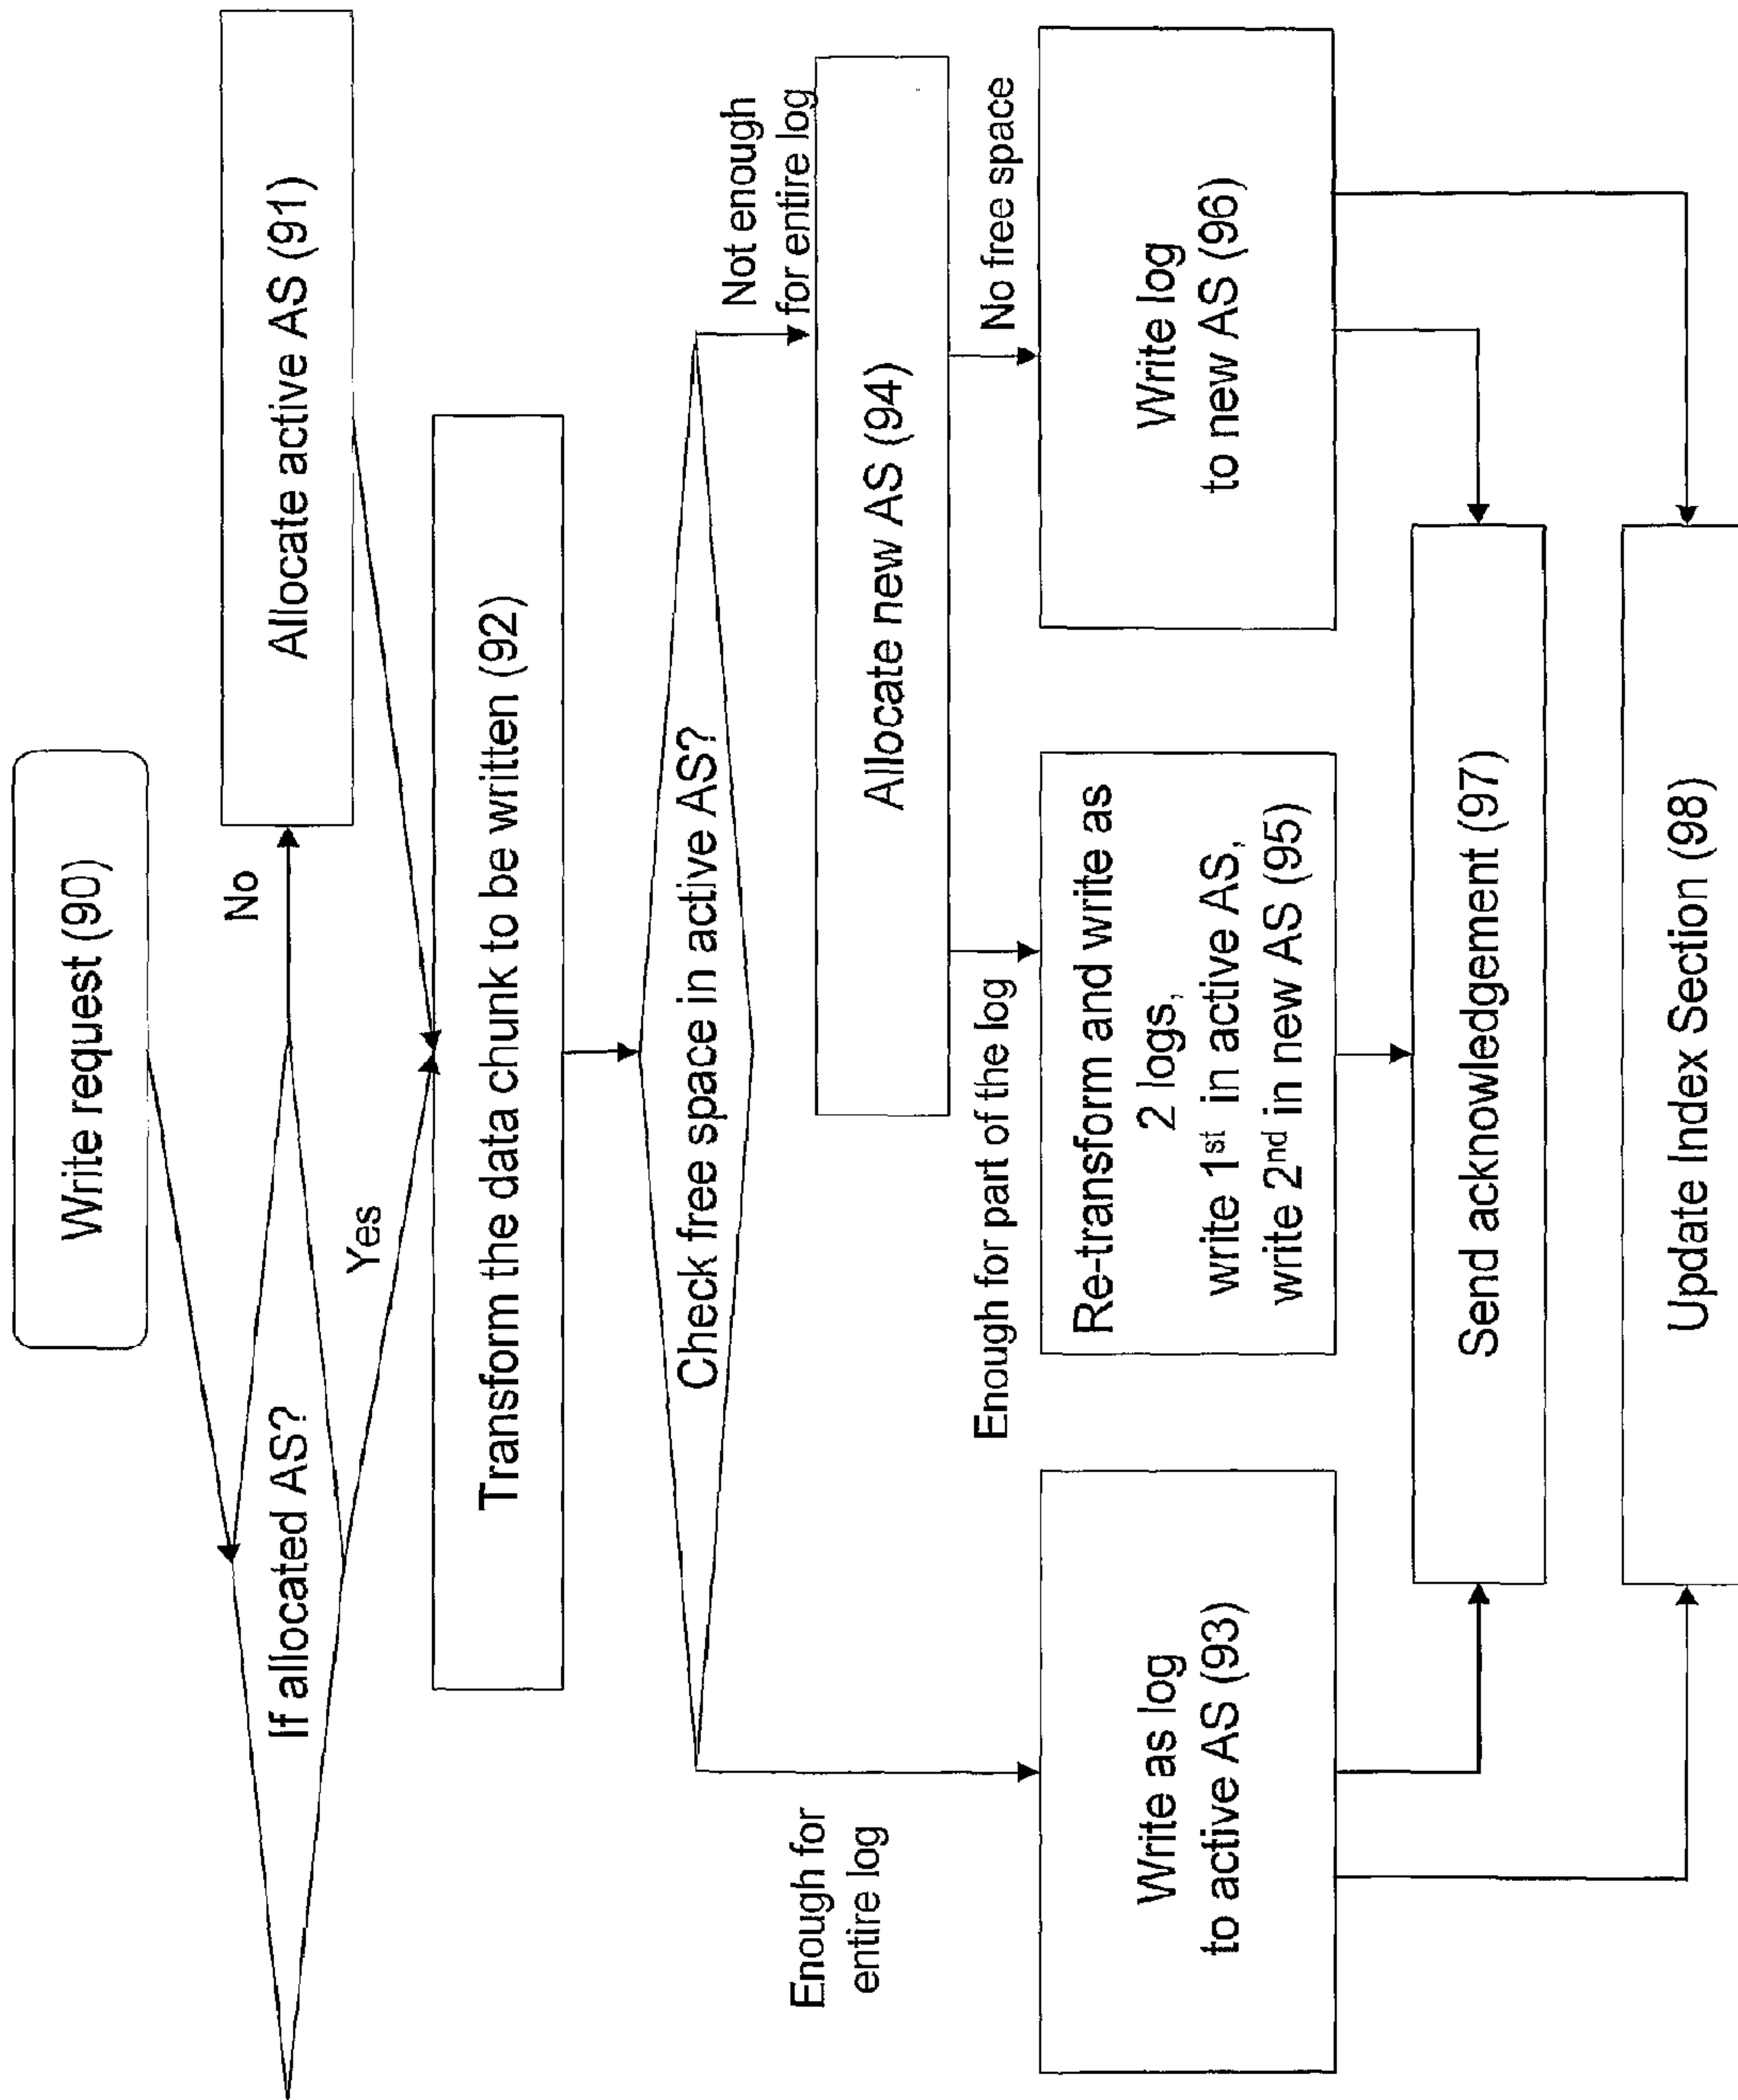 Write request (90)
If allocated AS?
No
Allocate active AS (91)
Yes
Transform the data chunk to be written (92)
Check free space in active AS?
Enough for
entire log
Not enough
for entire log
Allocate new AS (94)
Enough for part of the log
No free space
Write as log
to active AS (93)
Re-transform and write as
2 logs,
write 1st in active AS,
write 2nd in new AS (95)
Write log
to new AS (96)
Send acknowledgement (97)
Update Index Section (98)